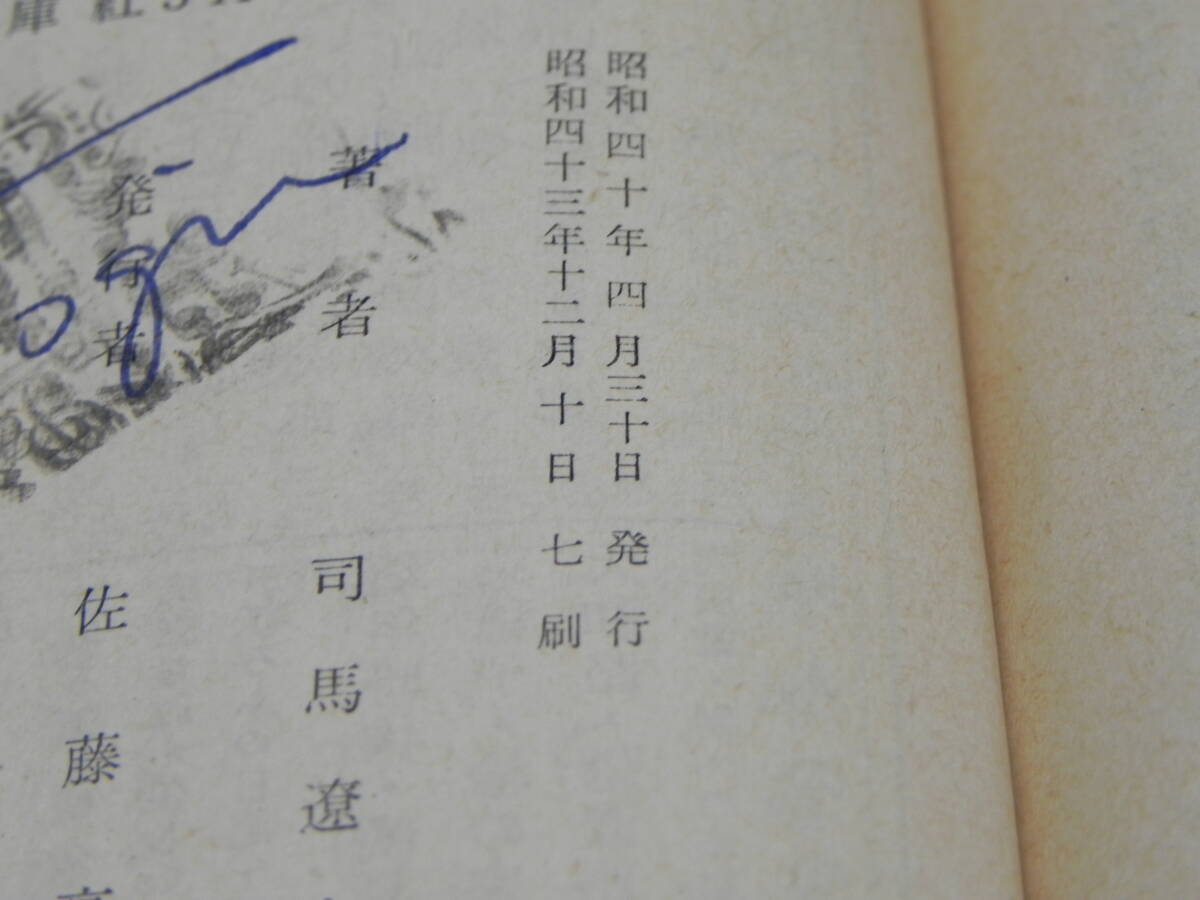 昭和四十年四月三十日発行
昭和四十三年十二月十日七刷
著者 司馬遼
発行者 佐藤
庫